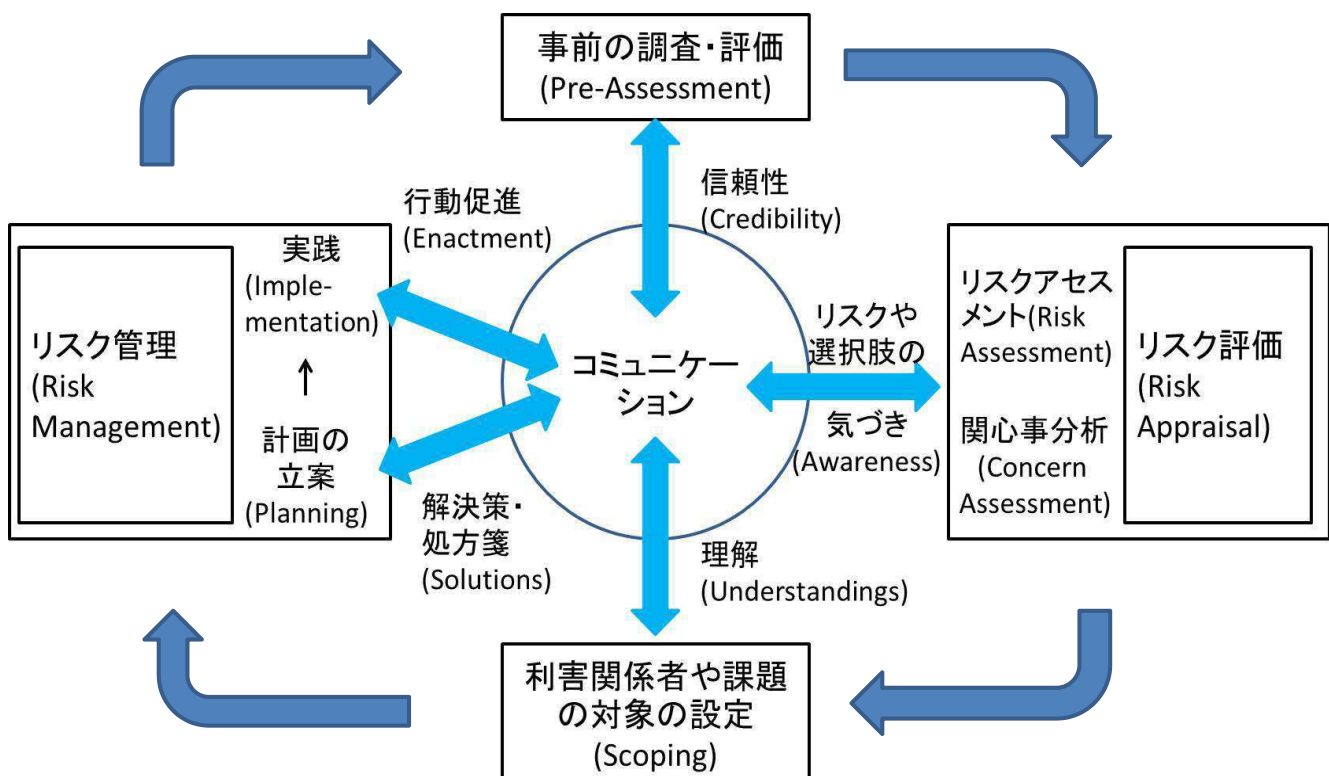 事前の調査・評価
(Pre-Assessment)
信頼性
(Credibility)
行動促進
(Enactment)
実践
(Imple-
mentation)
↑
計画の
立案
(Planning)
リスク管理
(Risk
Management)
コミュニケー
ション
リスクや
選択肢の
気づき
(Awareness)
リスクアセス
メント(Risk
Assessment)
関心事分析
(Concern
Assessment)
リスク評価
(Risk
Appraisal)
解決策・
処方箋
(Solutions)
理解
(Understandings)
利害関係者や課題
の対象の設定
(Scoping)